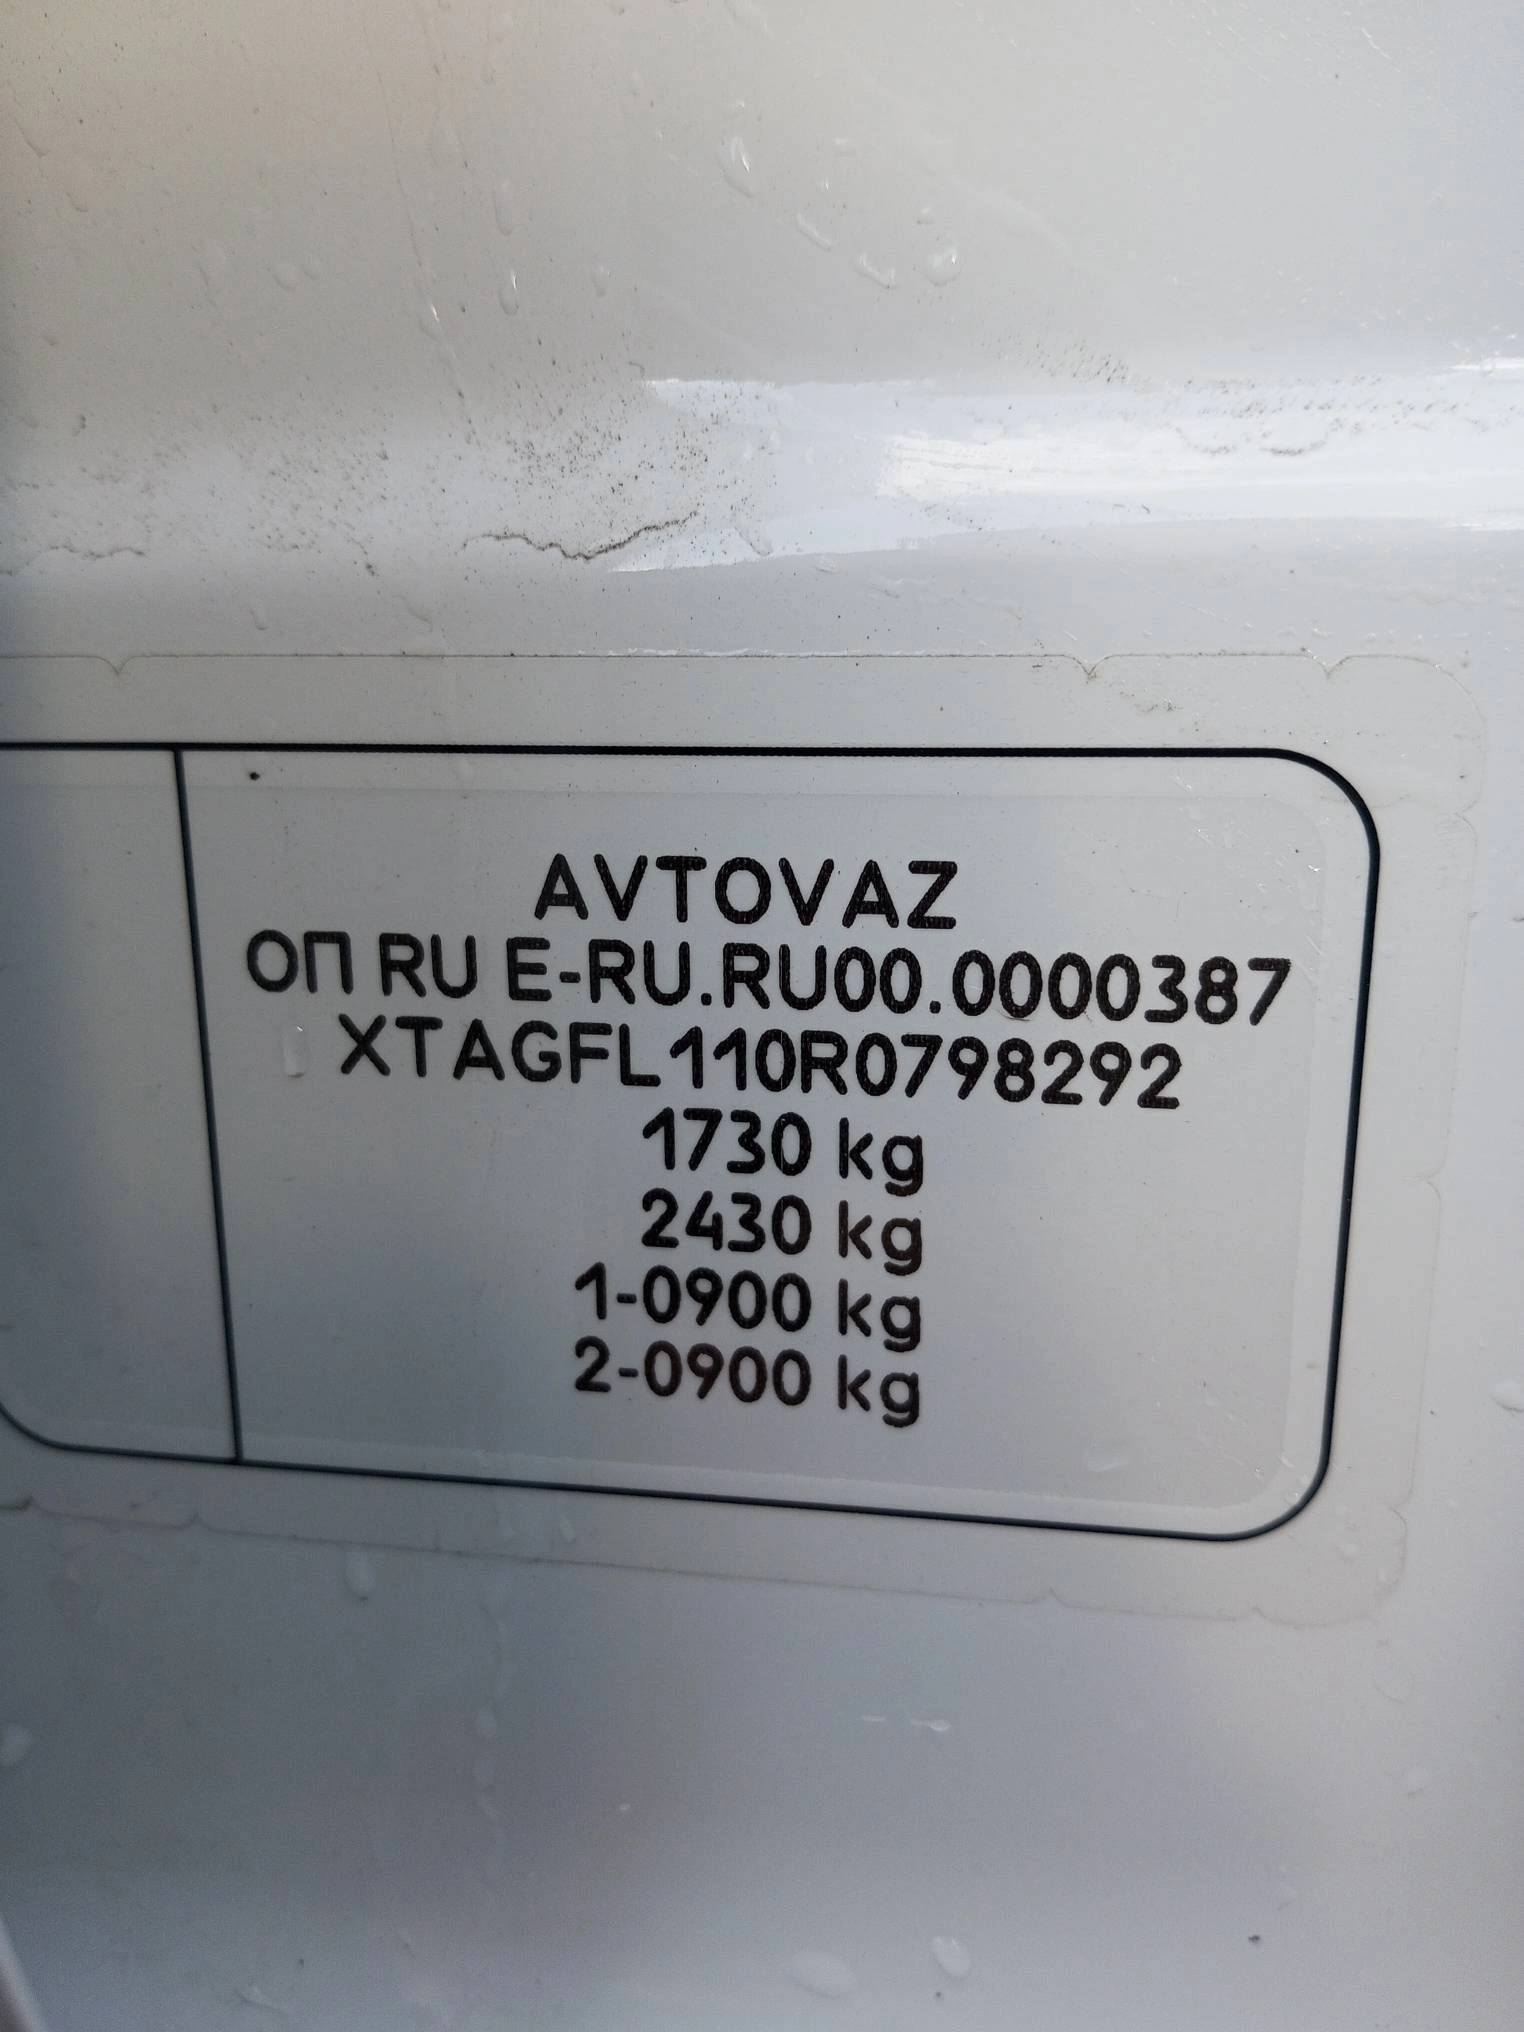 AVTOVAZ
ОП RU E-RU.RU00.0000387
XTAGFL110R0798292
1730 kg
2430 kg
1-0900 kg
2-0900 kg